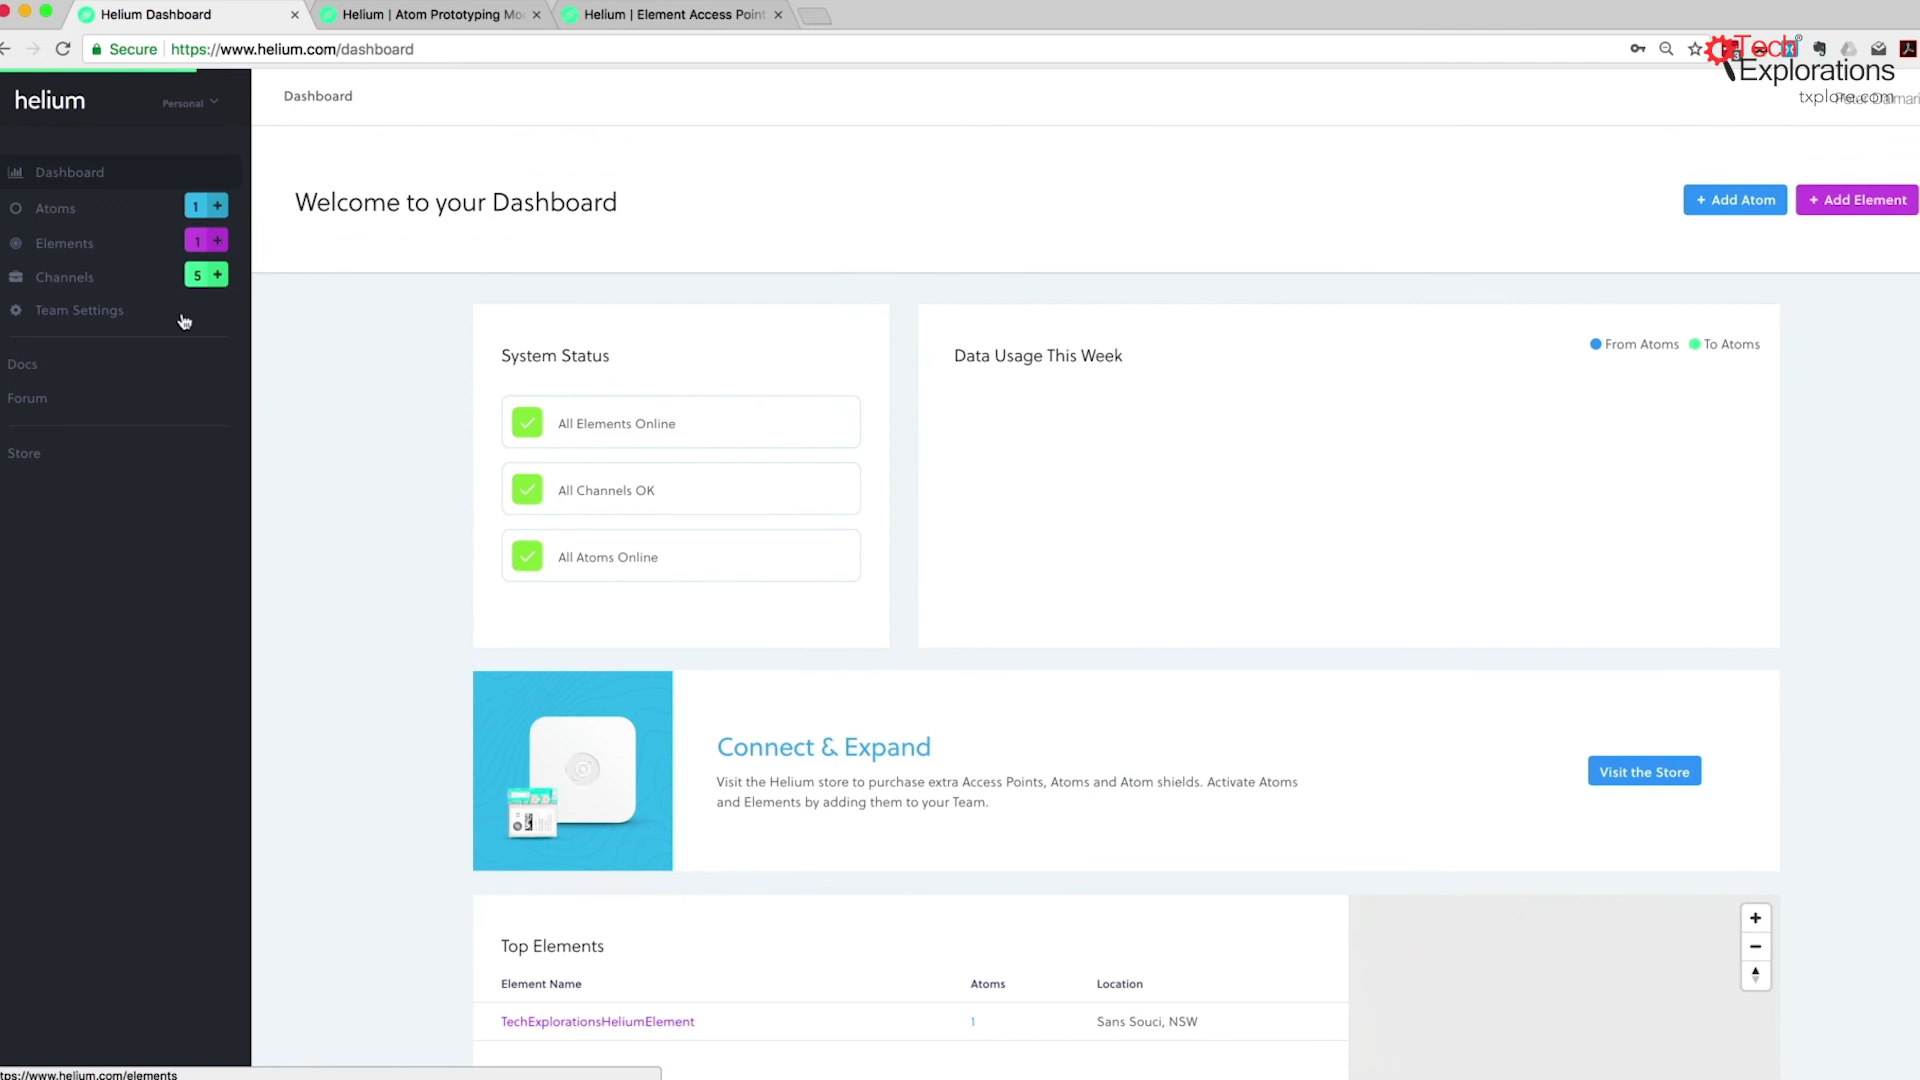 Helium Dashboard
Helium | Atom Prototyping Mo
Helium | Element Access Point
Secure
https://www.helium.com/dashboard
Tech
Explorations
txplore.com
helium
Personal
Dashboard
Dashboard
Atoms
1 +
Elements
1 +
Channels
5 +
Team Settings
Docs
Forum
Store
Welcome to your Dashboard
+ Add Atom
+ Add Element
System Status
All Elements Online
All Channels OK
All Atoms Online
Data Usage This Week
From Atoms
To Atoms
Connect & Expand
Visit the Helium store to purchase extra Access Points, Atoms and Atom shields. Activate Atoms
and Elements by adding them to your Team.
Visit the Store
Top Elements
Element Name Atoms Location
TechExplorationsHeliumElement 1 Sans Souci, NSW
tps://www.helium.com/elements